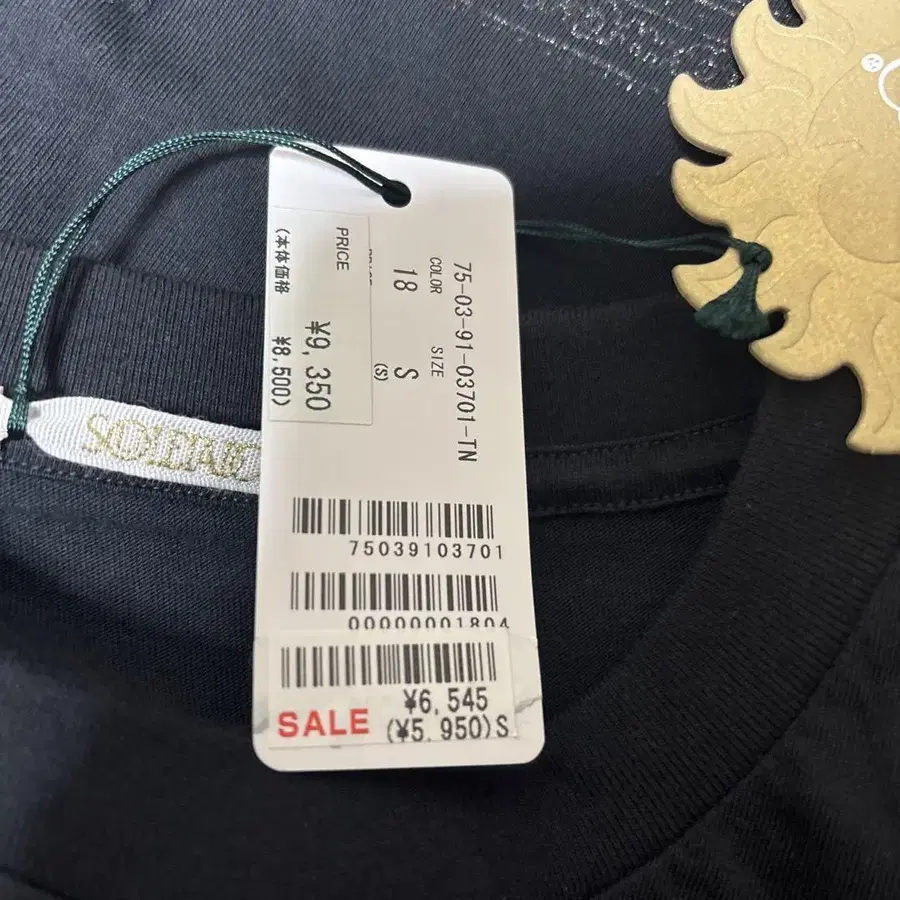 75-03-91-03701-TN
COLOR SIZE
18 S
(S)
PRICE
¥9,350
(本体価格 ¥8,500)
75039103701
000000001804
¥6,545
SALE (¥5,950)S